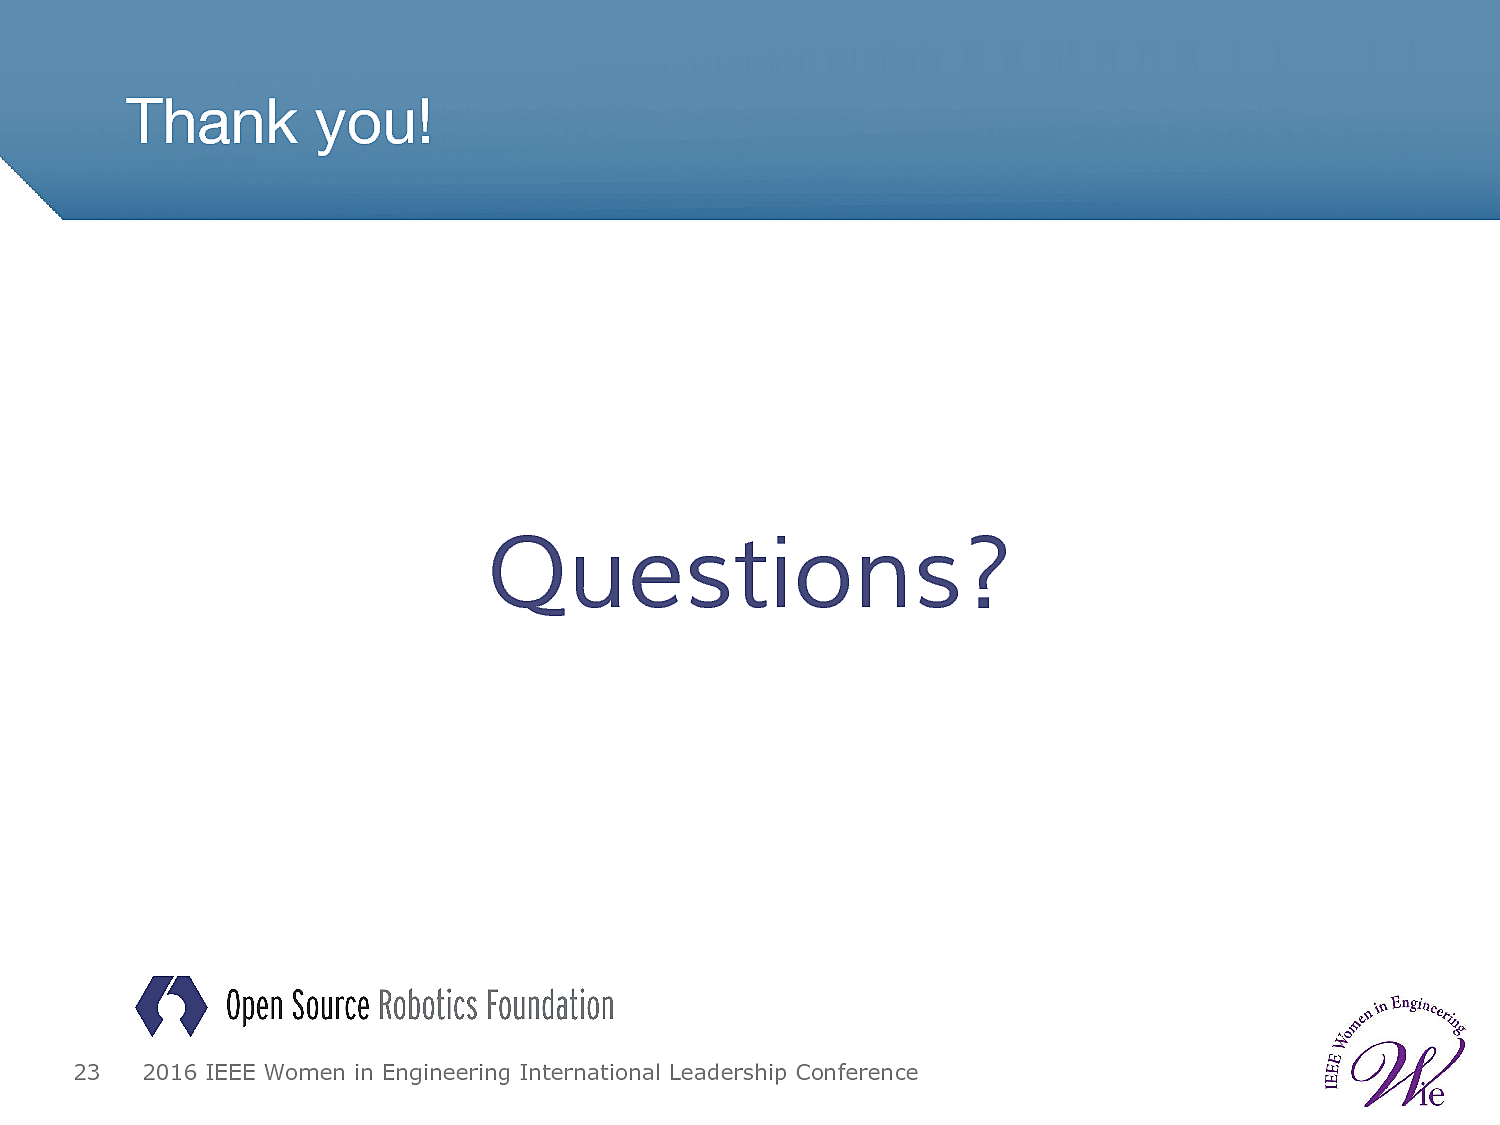 Thank you!
Questions?
Open Source Robotics Foundation
23 2016 IEEE Women in Engineering International Leadership Conference
IEEE Women in Engineering
Wie